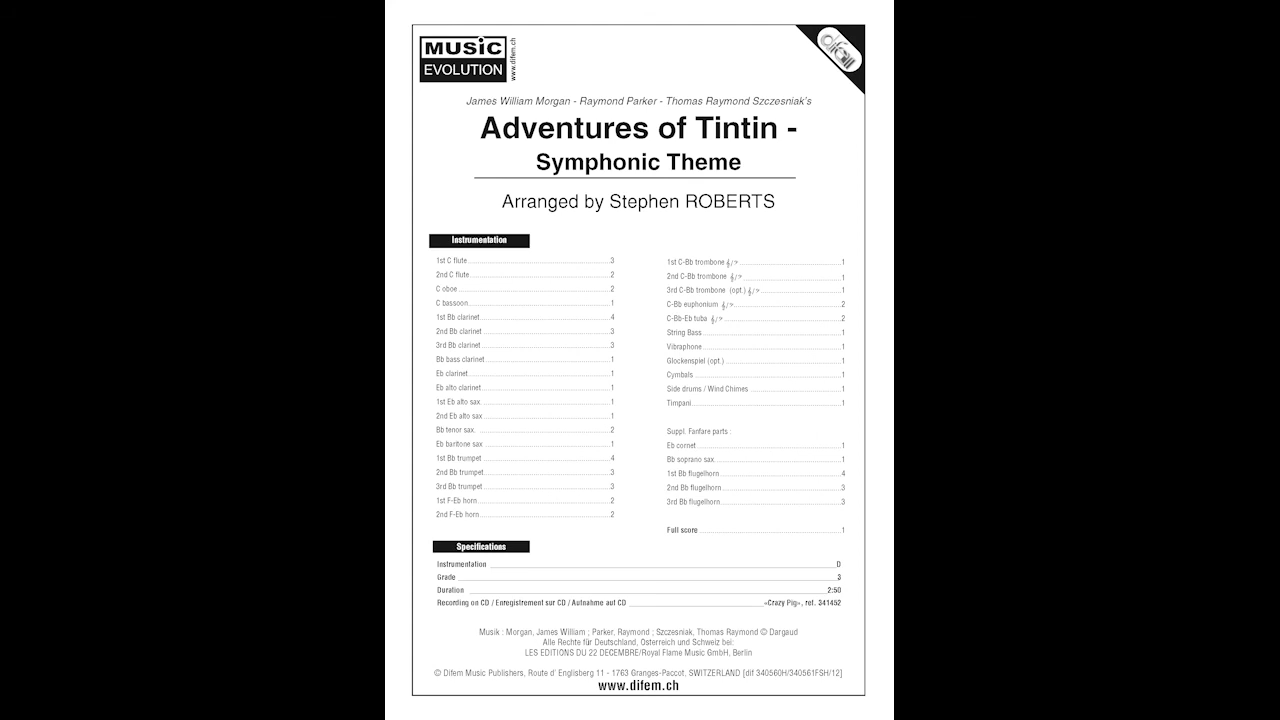 MUSIC
EVOLUTION
www.difem.ch
difem
James William Morgan - Raymond Parker - Thomas Raymond Szczesniak's
Adventures of Tintin -
Symphonic Theme
Arranged by Stephen ROBERTS
Instrumentation
1st C flute 3
2nd C flute 2
C oboe 2
C bassoon 1
1st Bb clarinet 4
2nd Bb clarinet 3
3rd Bb clarinet 3
Bb bass clarinet 1
Eb clarinet 1
Eb alto clarinet 1
1st Eb alto sax. 1
2nd Eb alto sax 1
Bb tenor sax. 2
Eb baritone sax 1
1st Bb trumpet 4
2nd Bb trumpet 3
3rd Bb trumpet 3
1st F-Eb horn 2
2nd F-Eb horn 2
1st C-Bb trombone 1
2nd C-Bb trombone 1
3rd C-Bb trombone (opt.) 1
C-Bb euphonium 2
C-Bb-Eb tuba 2
String Bass 1
Vibraphone 1
Glockenspiel (opt.) 1
Cymbals 1
Side drums / Wind Chimes 1
Timpani 1
Suppl. Fanfare parts :
Eb cornet 1
Bb soprano sax 1
1st Bb flugelhorn 4
2nd Bb flugelhorn 3
3rd Bb flugelhorn 3
Full score 1
Specifications
Instrumentation D
Grade 3
Duration 2:50
Recording on CD / Enregistrement sur CD / Aufnahme auf CD «Crazy Pig», ref. 341452
Musik : Morgan, James William ; Parker, Raymond ; Szczesniak, Thomas Raymond © Dargaud
Alle Rechte für Deutschland, Österreich und Schweiz bei:
LES EDITIONS DU 22 DECEMBRE/Royal Flame Music GmbH, Berlin
© Difem Music Publishers, Route d' Englisberg 11 - 1763 Granges-Paccot, SWITZERLAND [dif 340560H/340561FSH/12]
www.difem.ch